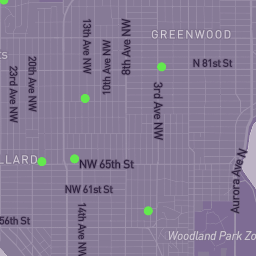 GREENWOOD
13th Ave NW
8th Ave NW
10th Ave NW
20th Ave NW
23rd Ave NW
N 81st St
3rd Ave NW
LLARD
NW 65th St
Aurora Ave N
NW 61st St
14th Ave NW
56th St
Woodland Park Zo